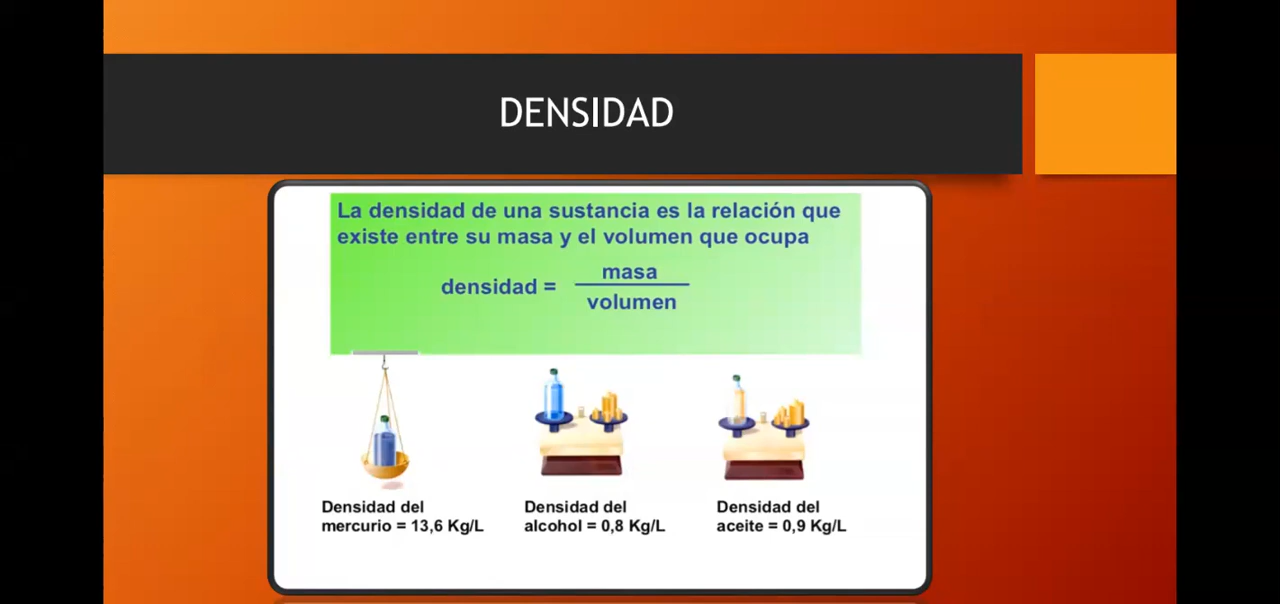 DENSIDAD
La densidad de una sustancia es la relación que
existe entre su masa y el volumen que ocupa
densidad = masa
volumen
Densidad del
mercurio = 13,6 Kg/L
Densidad del
alcohol = 0,8 Kg/L
Densidad del
aceite = 0,9 Kg/L